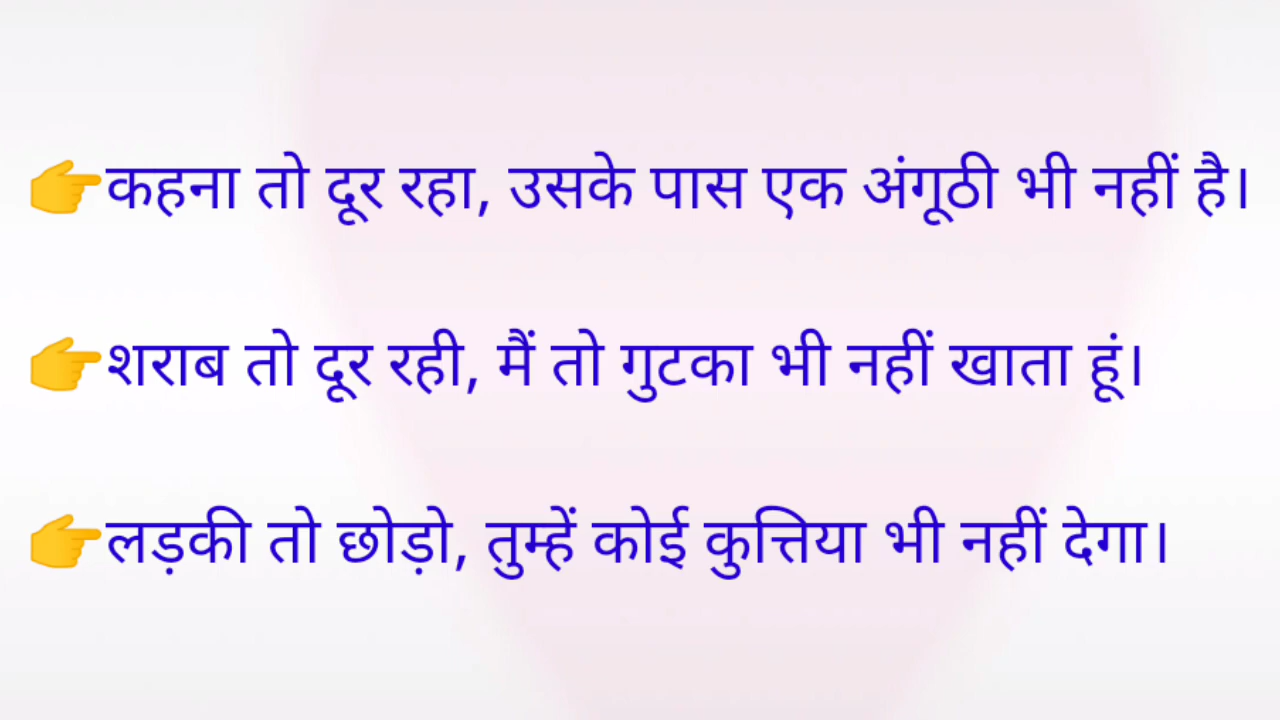 👉कहना तो दूर रहा, उसके पास एक अंगूठी भी नहीं है।
👉शराब तो दूर रही, मैं तो गुटका भी नहीं खाता हूं।
👉लड़की तो छोड़ो, तुम्हें कोई कुत्तिया भी नहीं देगा।